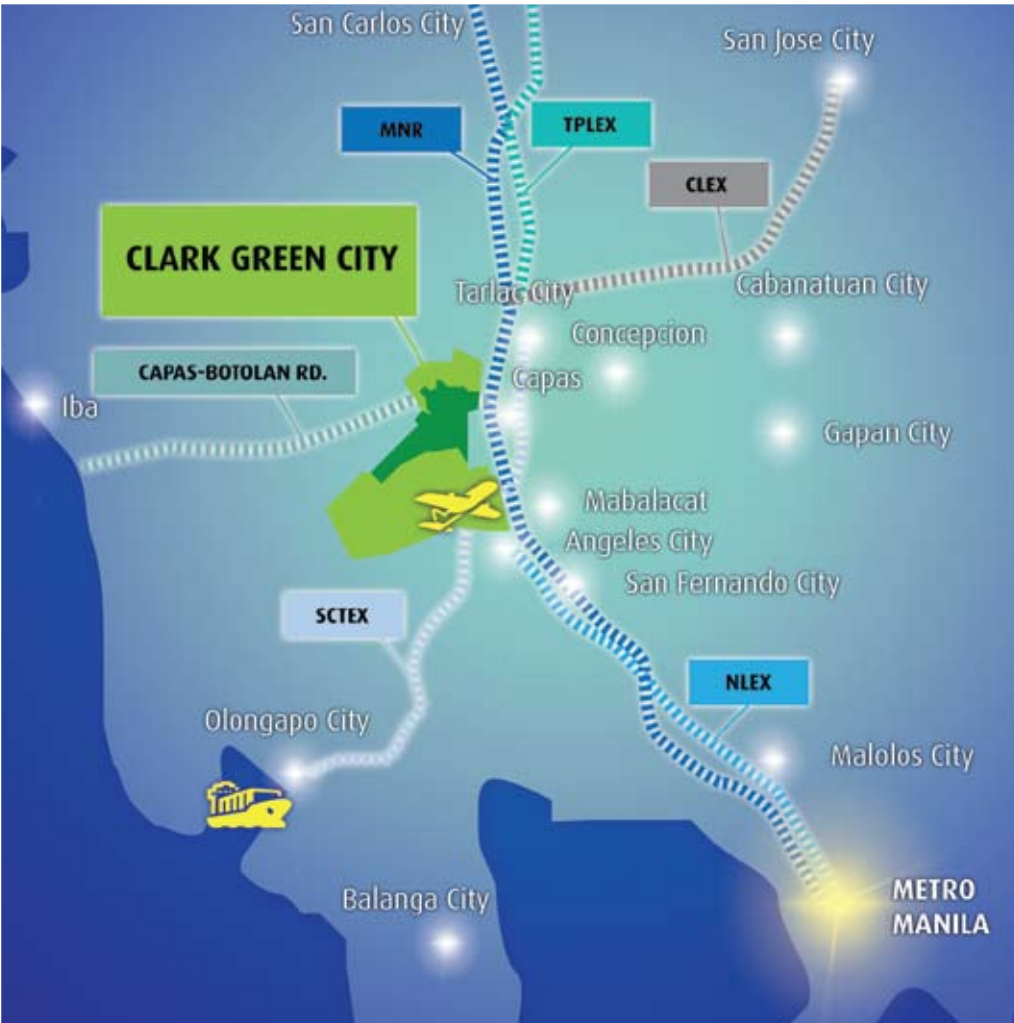 San Carlos City
San Jose City
MNR
TPLEX
CLEX
CLARK GREEN CITY
Tarlac City
Cabanatuan City
Concepcion
CAPAS-BOTOLAN RD.
Capas
Iba
Gapan City
Mabalacat
Angeles City
San Fernando City
SCTEX
NLEX
Olongapo City
Malolos City
Balanga City
METRO
MANILA